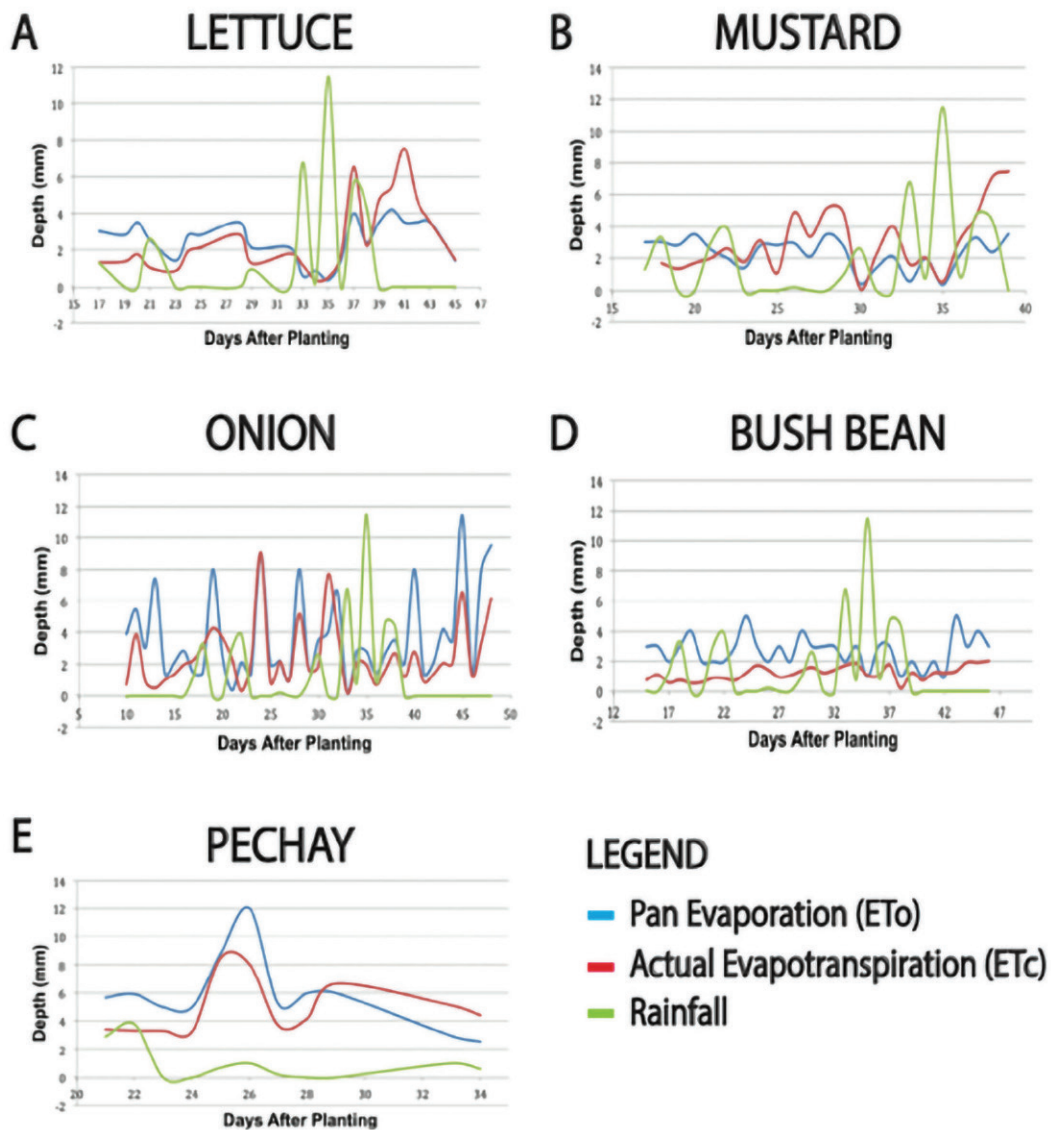 A
LETTUCE
Depth (mm)
12
10
8
6
4
2
0
-2
15 17 19 21 23 25 27 29 31 33 35 37 39 41 43 45 47
Days After Planting
B
MUSTARD
Depth (mm)
14
12
10
8
6
4
2
0
-2
15 20 25 30 35 40
Days After Planting
C
ONION
Depth (mm)
14
12
10
8
6
4
2
0
-2
5 10 15 20 25 30 35 40 45 50
Days After Planting
D
BUSH BEAN
Depth (mm)
14
12
10
8
6
4
2
0
-2
12 17 22 27 32 37 42 47
Days After Planting
E
PECHAY
Depth (mm)
14
12
10
8
6
4
2
0
-2
20 22 24 26 28 30 32 34
Days After Planting
LEGEND
Pan Evaporation (ETo)
Actual Evapotranspiration (ETc)
Rainfall